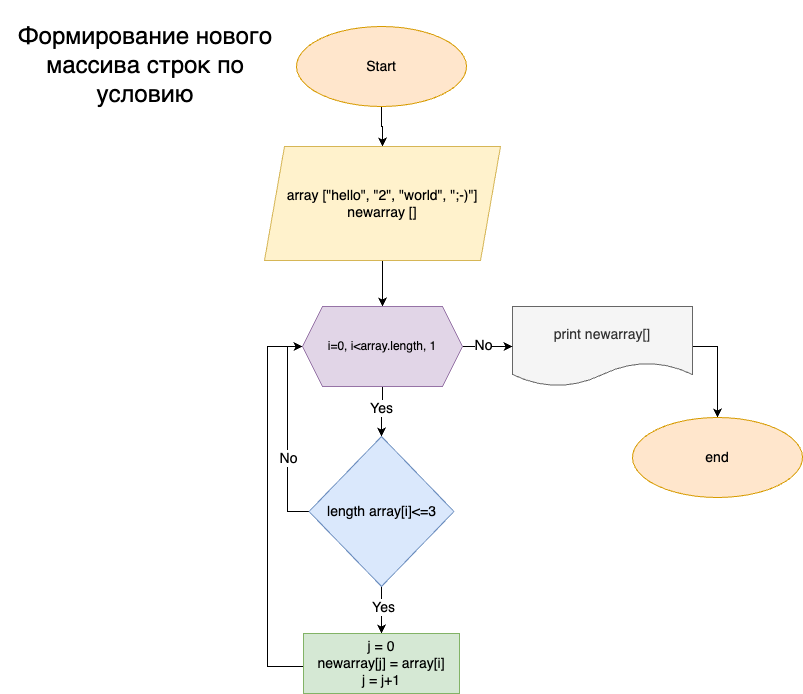 Формирование нового
массива строк по
условию
Start
array ["hello", "2", "world", ";-)"]
newarray []
i=0, i<array.length, 1
No
print newarray[]
Yes
end
No
length array[i]<=3
Yes
j = 0
newarray[j] = array[i]
j = j+1